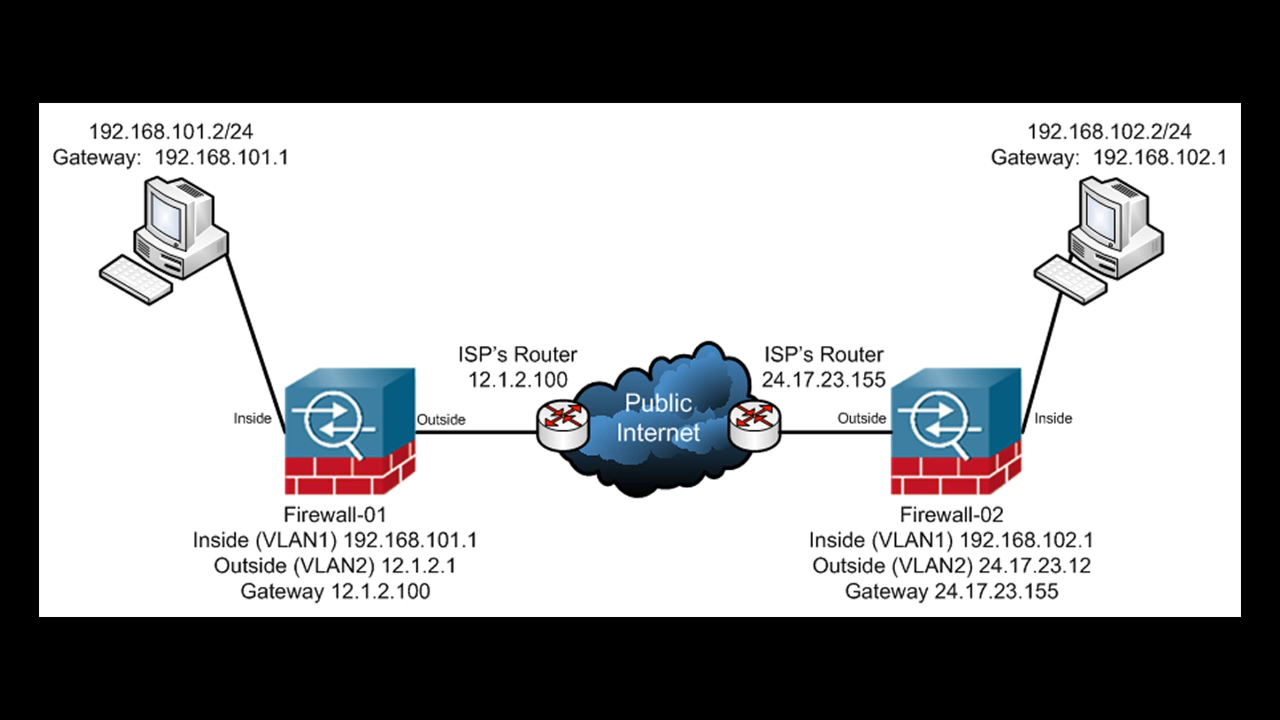 192.168.101.2/24
Gateway: 192.168.101.1
192.168.102.2/24
Gateway: 192.168.102.1
ISP's Router
12.1.2.100
ISP's Router
24.17.23.155
Public
Internet
Inside
Outside
Outside
Inside
Firewall-01
Inside (VLAN1) 192.168.101.1
Outside (VLAN2) 12.1.2.1
Gateway 12.1.2.100
Firewall-02
Inside (VLAN1) 192.168.102.1
Outside (VLAN2) 24.17.23.12
Gateway 24.17.23.155